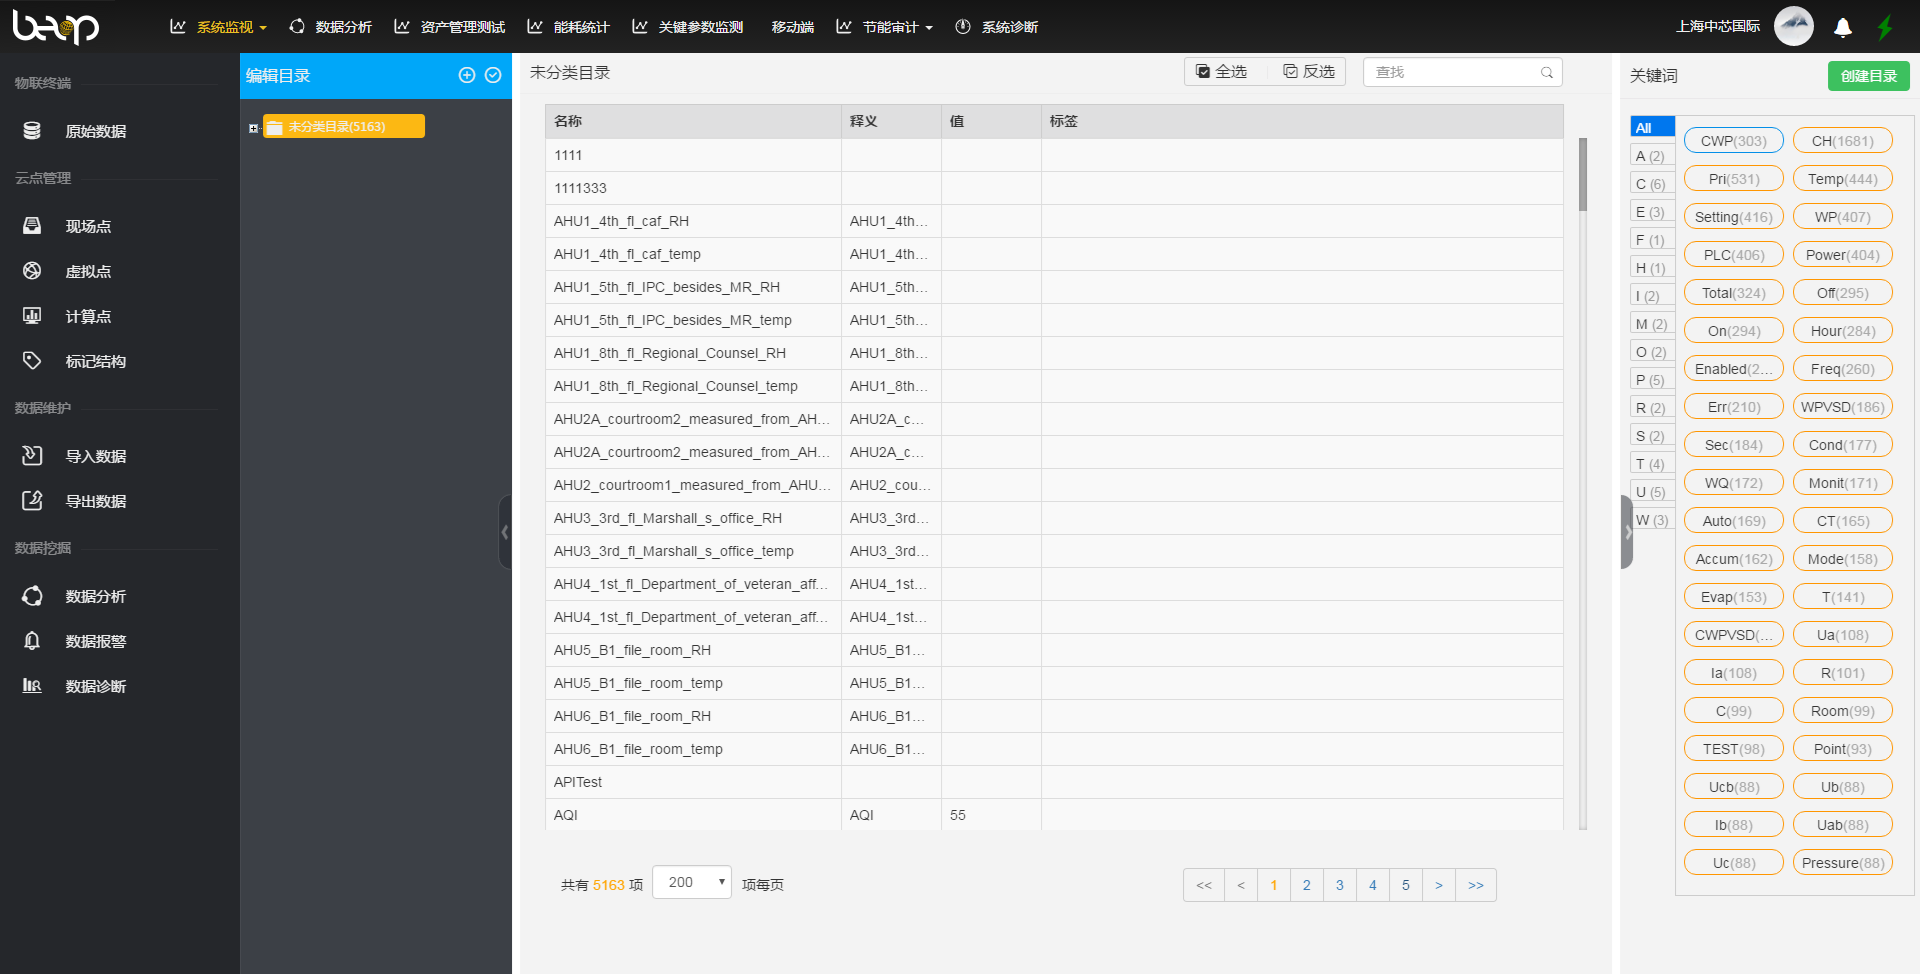 beop
系统监视
数据分析
资产管理测试
能耗统计
关键参数监测
移动端
节能审计
系统诊断
上海中芯国际
物联终端
原始数据
云点管理
现场点
虚拟点
计算点
标记结构
数据维护
导入数据
导出数据
数据挖掘
数据分析
数据报警
数据诊断
编辑目录
未分类目录(5163)
未分类目录
全选
反选
查找
名称 释义 值 标签
1111
1111333
AHU1_4th_fl_caf_RH AHU1_4th...
AHU1_4th_fl_caf_temp AHU1_4th...
AHU1_5th_fl_IPC_besides_MR_RH AHU1_5th...
AHU1_5th_fl_IPC_besides_MR_temp AHU1_5th...
AHU1_8th_fl_Regional_Counsel_RH AHU1_8th...
AHU1_8th_fl_Regional_Counsel_temp AHU1_8th...
AHU2A_courtroom2_measured_from_AH... AHU2A_c...
AHU2A_courtroom2_measured_from_AH... AHU2A_c...
AHU2_courtroom1_measured_from_AHU... AHU2_cou...
AHU3_3rd_fl_Marshall_s_office_RH AHU3_3rd...
AHU3_3rd_fl_Marshall_s_office_temp AHU3_3rd...
AHU4_1st_fl_Department_of_veteran_aff... AHU4_1st...
AHU4_1st_fl_Department_of_veteran_aff... AHU4_1st...
AHU5_B1_file_room_RH AHU5_B1...
AHU5_B1_file_room_temp AHU5_B1...
AHU6_B1_file_room_RH AHU6_B1...
AHU6_B1_file_room_temp AHU6_B1...
APITest
AQI AQI 55
共有 5163 项 200 项每页
<< < 1 2 3 4 5 > >>
关键词
创建目录
All
A (2)
C (6)
E (3)
F (1)
H (1)
I (2)
M (2)
O (2)
P (5)
R (2)
S (2)
T (4)
U (5)
W (3)
CWP(303) CH(1681)
Pri(531) Temp(444)
Setting(416) WP(407)
PLC(406) Power(404)
Total(324) Off(295)
On(294) Hour(284)
Enabled(2... Freq(260)
Err(210) WPVSD(186)
Sec(184) Cond(177)
WQ(172) Monit(171)
Auto(169) CT(165)
Accum(162) Mode(158)
Evap(153) T(141)
CWPVSD(... Ua(108)
Ia(108) R(101)
C(99) Room(99)
TEST(98) Point(93)
Ucb(88) Ub(88)
Ib(88) Uab(88)
Uc(88) Pressure(88)